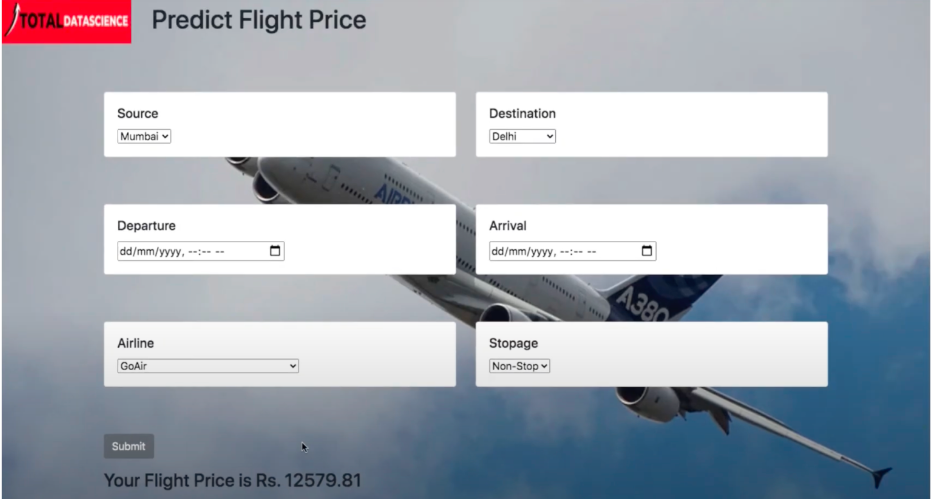 TOTAL DATASCIENCE
Predict Flight Price
Source
Destination
Mumbai
Delhi
Departure
Arrival
dd/mm/yyyy, --:-- --
dd/mm/yyyy, --:-- --
Airline
Stopage
GoAir
Non-Stop
A380
Submit
Your Flight Price is Rs. 12579.81